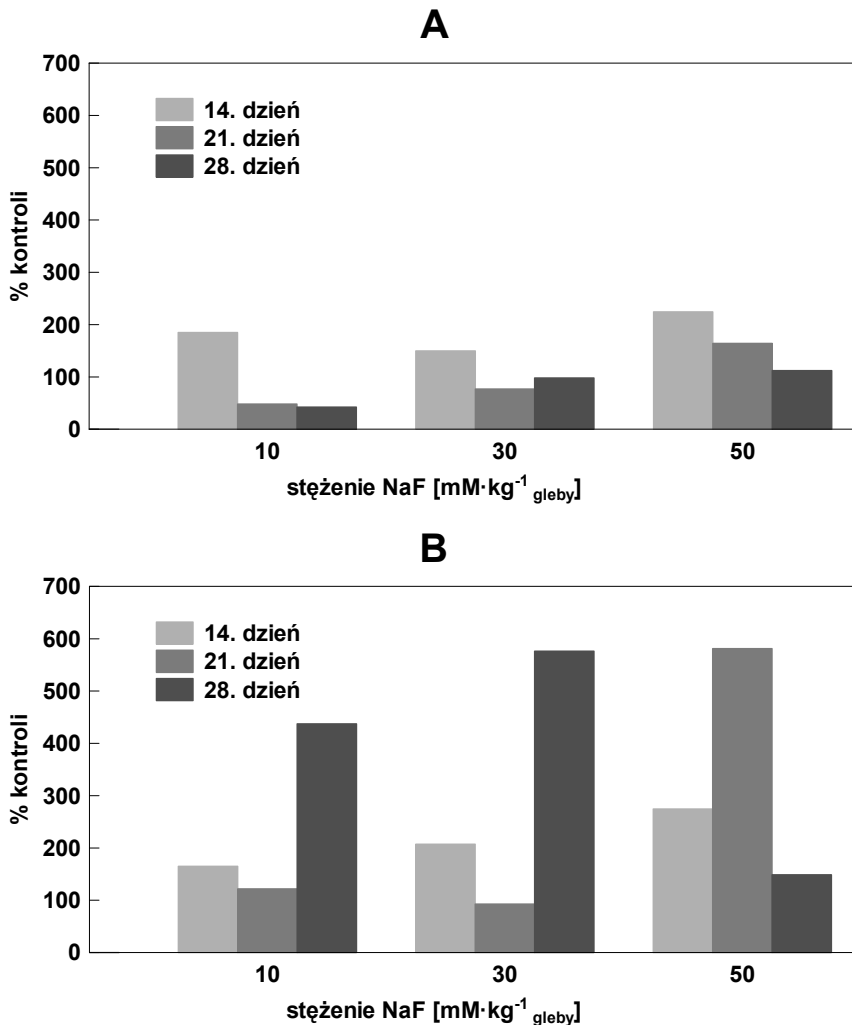 A
700
600
500
400
300
200
100
0
% kontroli
14. dzień
21. dzień
28. dzień
10 30 50
stężenie NaF [mM·kg⁻¹ gleby]
B
700
600
500
400
300
200
100
0
% kontroli
14. dzień
21. dzień
28. dzień
10 30 50
stężenie NaF [mM·kg⁻¹ gleby]